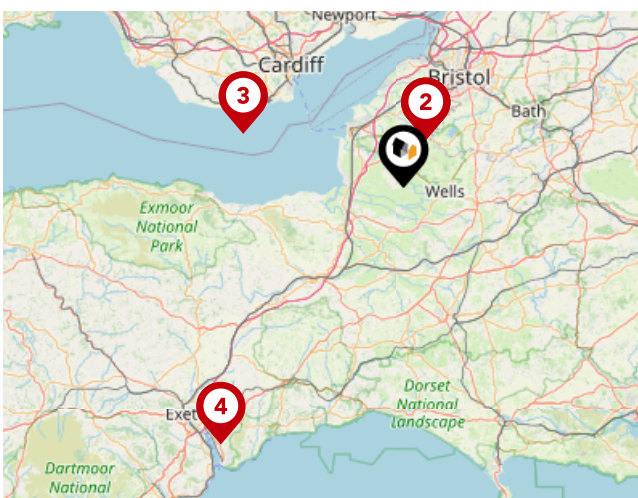 Newport
Cardiff
Bristol
3
2
Bath
Wells
Exmoor
National
Park
Dorset
National
Landscape
4
Exet
Dartmoor
National